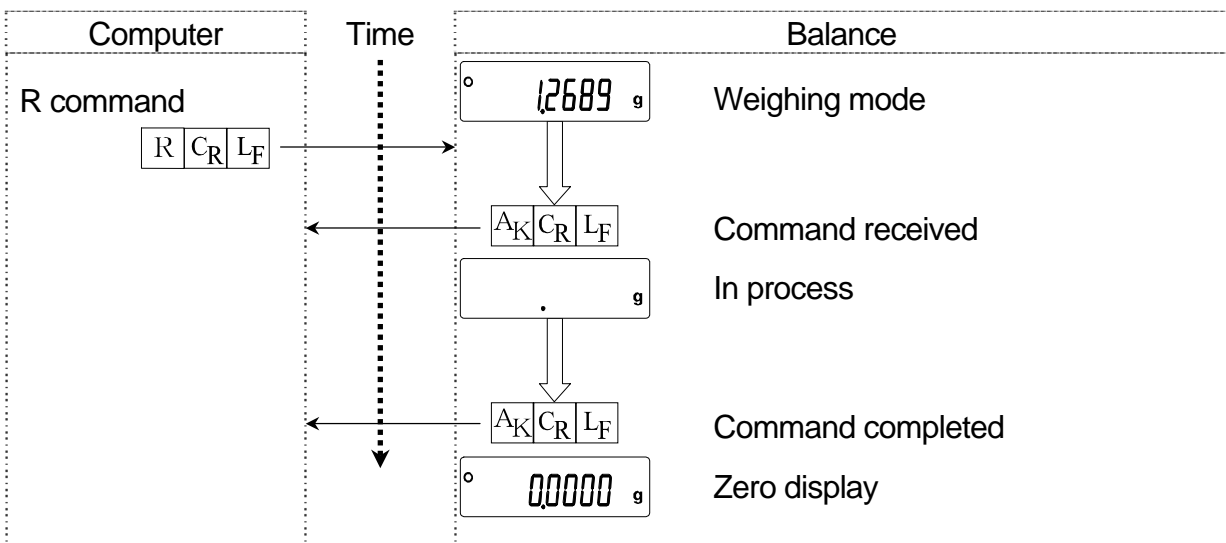 Computer Time Balance
1.2689 g Weighing mode
R command
R CR LF
AK CR LF Command received
. g In process
AK CR LF Command completed
0.0000 g Zero display